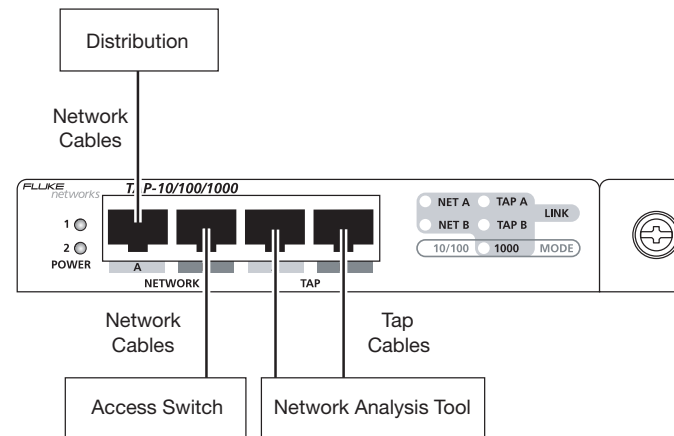 Distribution
Network
Cables
FLUKE
networks
TAP-10/100/1000
1
2
POWER
A
NETWORK
TAP
NET A
TAP A
LINK
NET B
TAP B
10/100
1000
MODE
Network
Cables
Tap
Cables
Access Switch
Network Analysis Tool